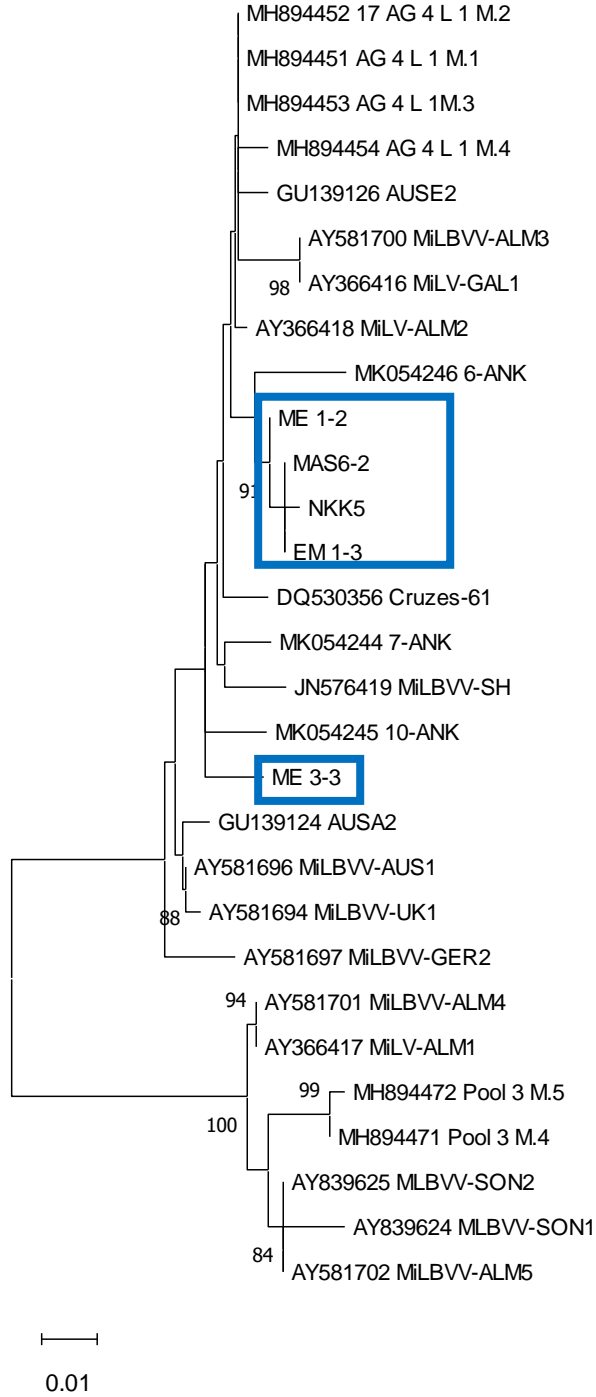 MH894452 17 AG 4 L 1 M.2
MH894451 AG 4 L 1 M.1
MH894453 AG 4 L 1M.3
MH894454 AG 4 L 1 M.4
GU139126 AUSE2
AY581700 MiLBVV-ALM3
AY366416 MiLV-GAL1
98
AY366418 MiLV-ALM2
MK054246 6-ANK
ME 1-2
MAS6-2
91
NKK5
EM 1-3
DQ530356 Cruzes-61
MK054244 7-ANK
JN576419 MiLBVV-SH
MK054245 10-ANK
ME 3-3
GU139124 AUSA2
AY581696 MiLBVV-AUS1
AY581694 MiLBVV-UK1
88
AY581697 MiLBVV-GER2
94
AY581701 MiLBVV-ALM4
AY366417 MiLV-ALM1
99
MH894472 Pool 3 M.5
100
MH894471 Pool 3 M.4
AY839625 MLBVV-SON2
AY839624 MLBVV-SON1
84
AY581702 MiLBVV-ALM5
0.01